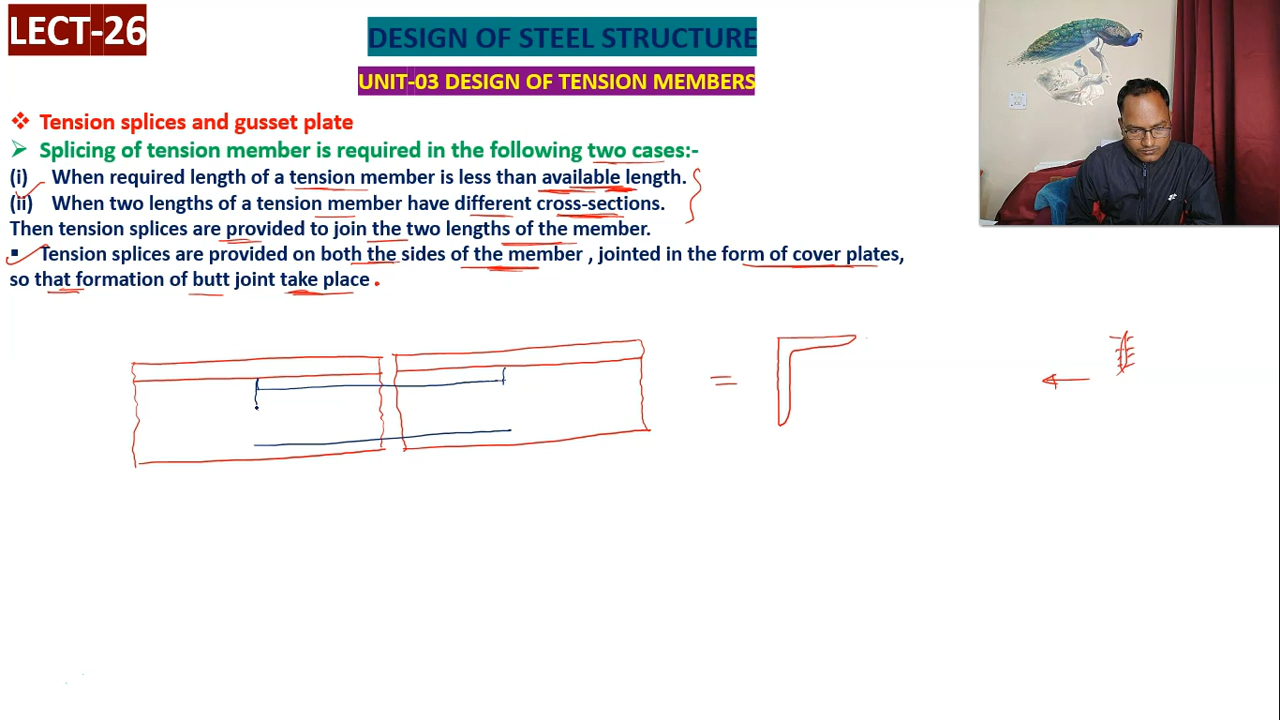 LECT-26
DESIGN OF STEEL STRUCTURE
UNIT-03 DESIGN OF TENSION MEMBERS
❖ Tension splices and gusset plate
➢ Splicing of tension member is required in the following two cases:-
(i) When required length of a tension member is less than available length.
(ii) When two lengths of a tension member have different cross-sections.
Then tension splices are provided to join the two lengths of the member.
▪ Tension splices are provided on both the sides of the member , jointed in the form of cover plates,
so that formation of butt joint take place .
=